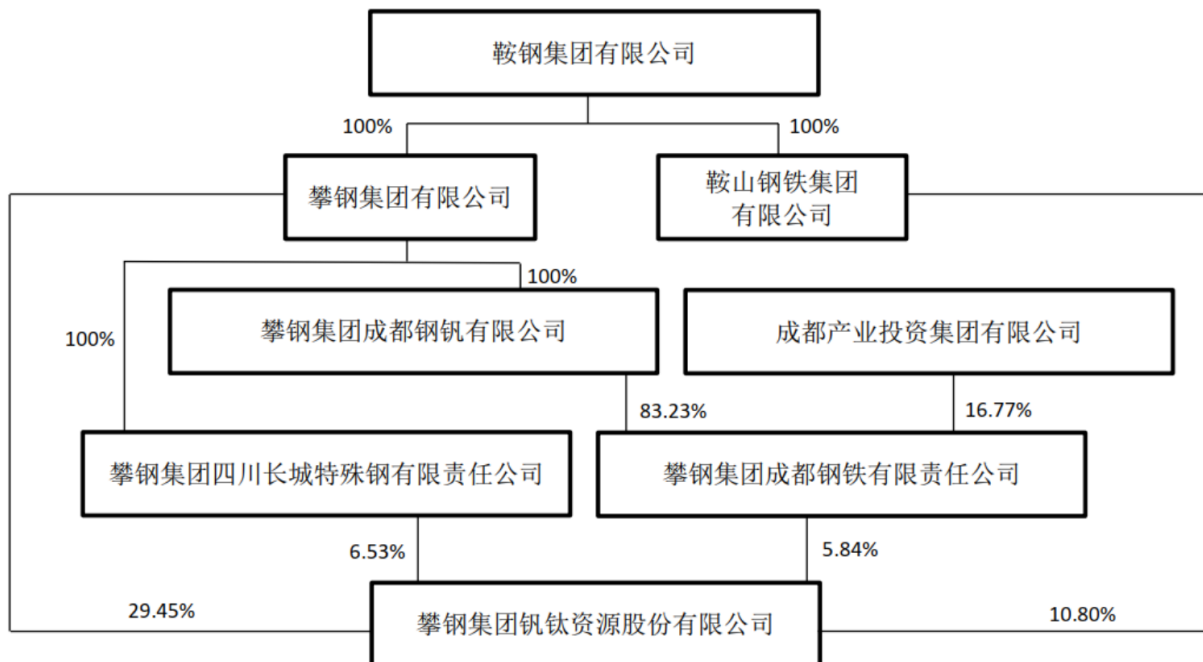 鞍钢集团有限公司
100%
100%
攀钢集团有限公司
鞍山钢铁集团
有限公司
100%
攀钢集团成都钢钒有限公司
成都产业投资集团有限公司
100%
83.23%
16.77%
攀钢集团四川长城特殊钢有限责任公司
攀钢集团成都钢铁有限责任公司
6.53%
5.84%
29.45%
攀钢集团钒钛资源股份有限公司
10.80%